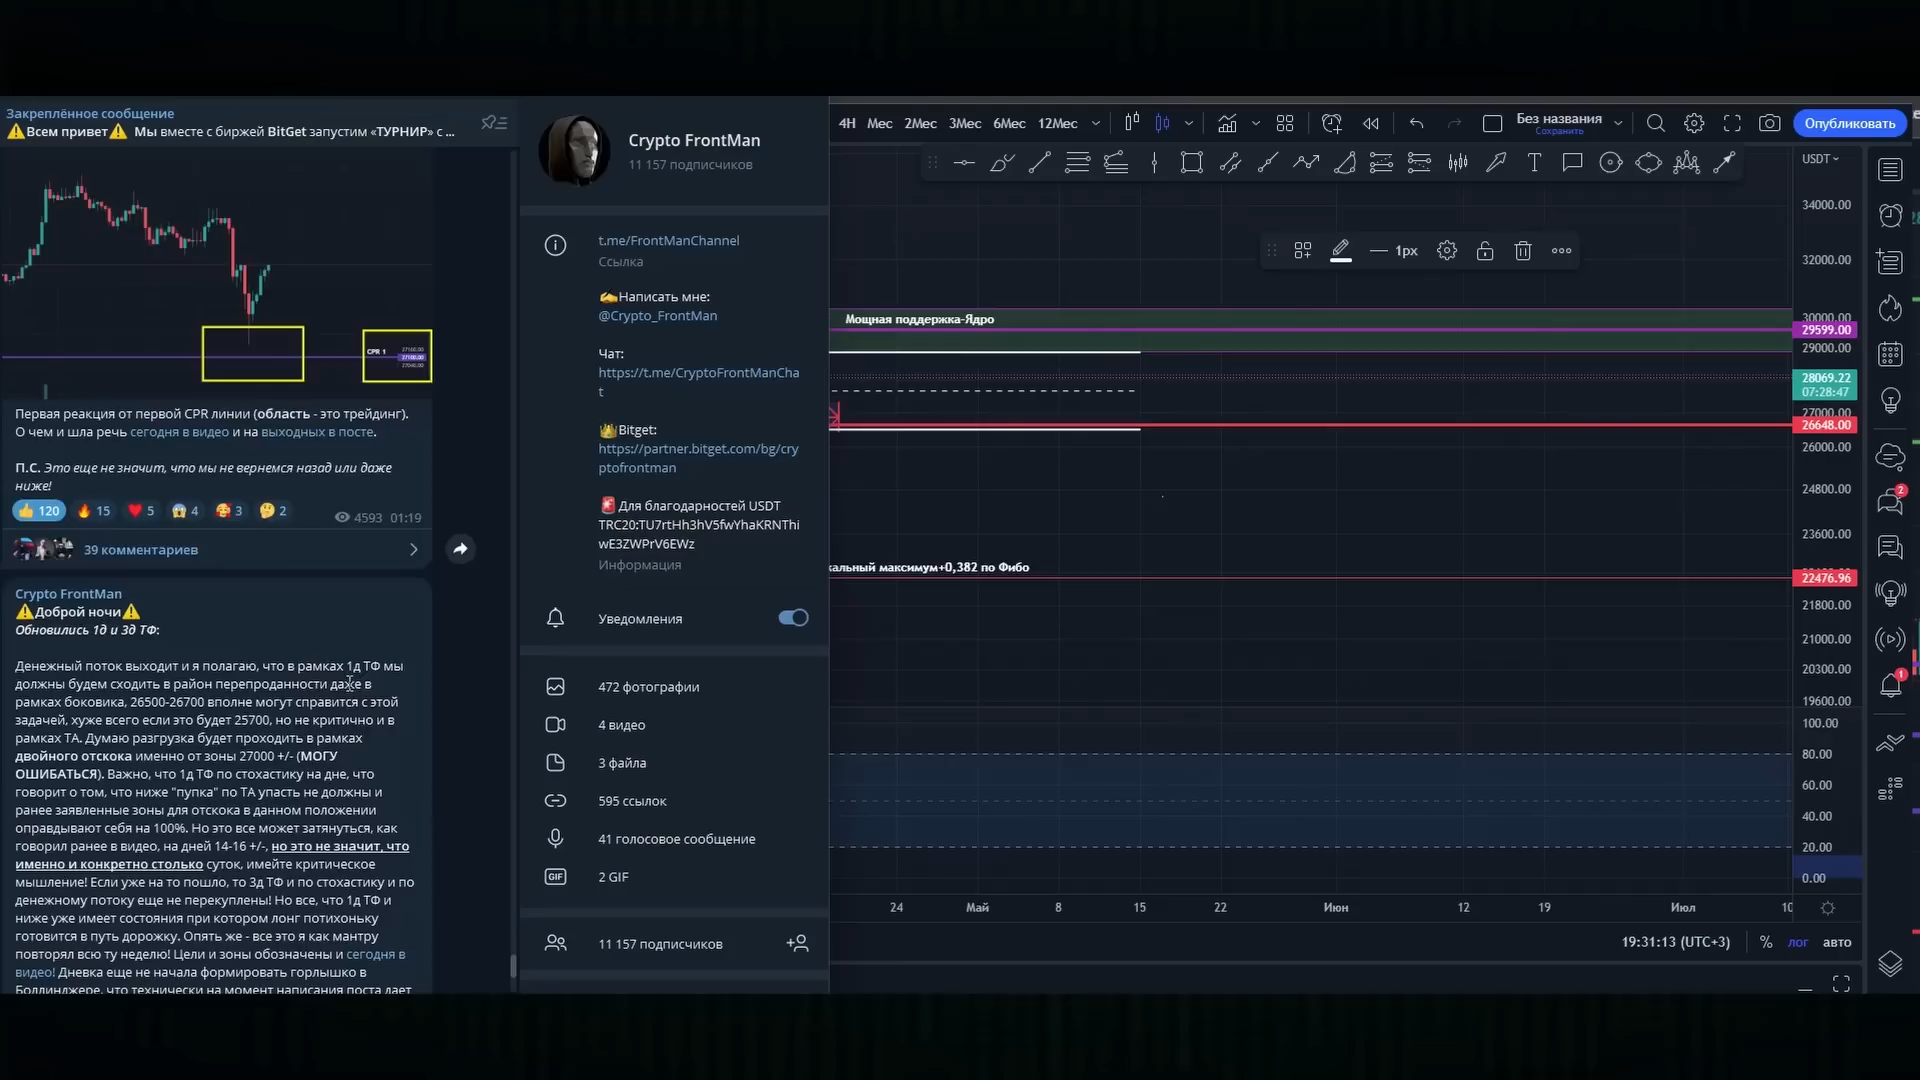 Закреплённое сообщение
⚠️Всем привет⚠️ Мы вместе с биржей BitGet запустим «ТУРНИР» с ...
CPR 1
27180.00
Первая реакция от первой CPR линии (область - это трейдинг).
О чем и шла речь сегодня в видео и на выходных в посте.
П.С. Это еще не значит, что мы не вернемся назад или даже
ниже!
👍 120 🔥 15 ❤️ 5 😱 4 🥰 3 🤔 2
4593 01:19
39 комментариев
Crypto FrontMan
⚠️Доброй ночи⚠️
Обновились 1д и 3д ТФ:
Денежный поток выходит и я полагаю, что в рамках 1д ТФ мы
должны будем сходить в район перепроданности даже в
рамках боковика, 26500-26700 вполне могут справится с этой
задачей, хуже всего если это будет 25700, но не критично и в
рамках ТА. Думаю разгрузка будет проходить в рамках
двойного отскока именно от зоны 27000 +/- (МОГУ
ОШИБАТЬСЯ). Важно, что 1д ТФ по стохастику на дне, что
говорит о том, что ниже "пупка" по ТА упасть не должны и
ранее заявленные зоны для отскока в данном положении
оправдывают себя на 100%. Но это все может затянуться, как
говорил ранее в видео, на дней 14-16 +/-, но это не значит, что
именно и конкретно столько суток, имейте критическое
мышление! Если уже на то пошло, то 3д ТФ и по стохастику и по
денежному потоку еще не перекуплены! Но все, что 1д ТФ и
ниже уже имеет состояния при котором лонг потихоньку
готовится в путь дорожку. Опять же - все это я как мантру
повторял всю ту неделю! Цели и зоны обозначены и сегодня в
видео! Дневка еще не начала формировать горлышко в
Боллинджере, что технически на момент написания поста дает
Crypto FrontMan
11 157 подписчиков
t.me/FrontManChannel
Ссылка
✍️Написать мне:
@Crypto_FrontMan
Чат:
https://t.me/CryptoFrontManCha
t
👑Bitget:
https://partner.bitget.com/bg/cry
ptofrontman
🚨Для благодарностей USDT
TRC20:TU7rtHh3hV5fwYhaKRNThi
wE3ZWPrV6EWz
Информация
Уведомления
472 фотографии
4 видео
3 файла
595 ссылок
41 голосовое сообщение
GIF 2 GIF
11 157 подписчиков
4Н Мес 2Мес 3Мес 6Мес 12Мес
Без названия
Сохранить
Опубликовать
1px
USDT
34000.00
32000.00
30000.00
29599.00
29000.00
28069.22
07:28:47
27000.00
26648.00
26000.00
24800.00
23600.00
22476.96
21800.00
21000.00
20300.00
19600.00
100.00
80.00
60.00
40.00
20.00
0.00
Мощная поддержка-Ядро
кальный максимум+0,382 по Фибо
24 Май 8 15 22 Июн 12 19 Июл 10
19:31:13 (UTC+3) % лог авто
2
1